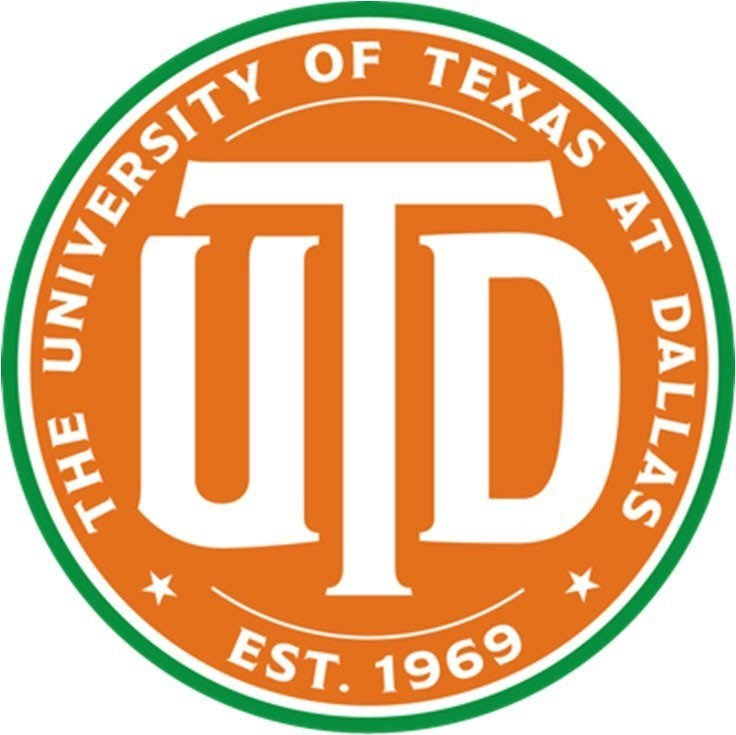 THE UNIVERSITY OF TEXAS AT DALLAS
UTD
EST. 1969